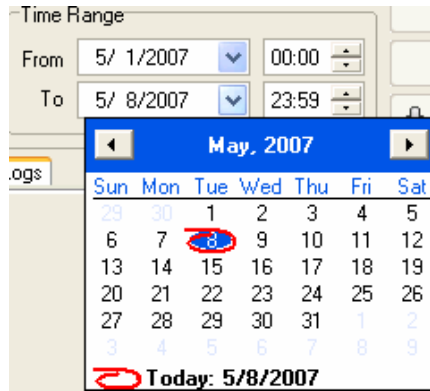 Time Range
From 5/ 1/2007 00:00
To 5/ 8/2007 23:59
ogs
May, 2007
Sun Mon Tue Wed Thu Fri Sat
29 30 1 2 3 4 5
6 7 8 9 10 11 12
13 14 15 16 17 18 19
20 21 22 23 24 25 26
27 28 29 30 31 1 2
3 4 5 6 7 8 9
Today: 5/8/2007